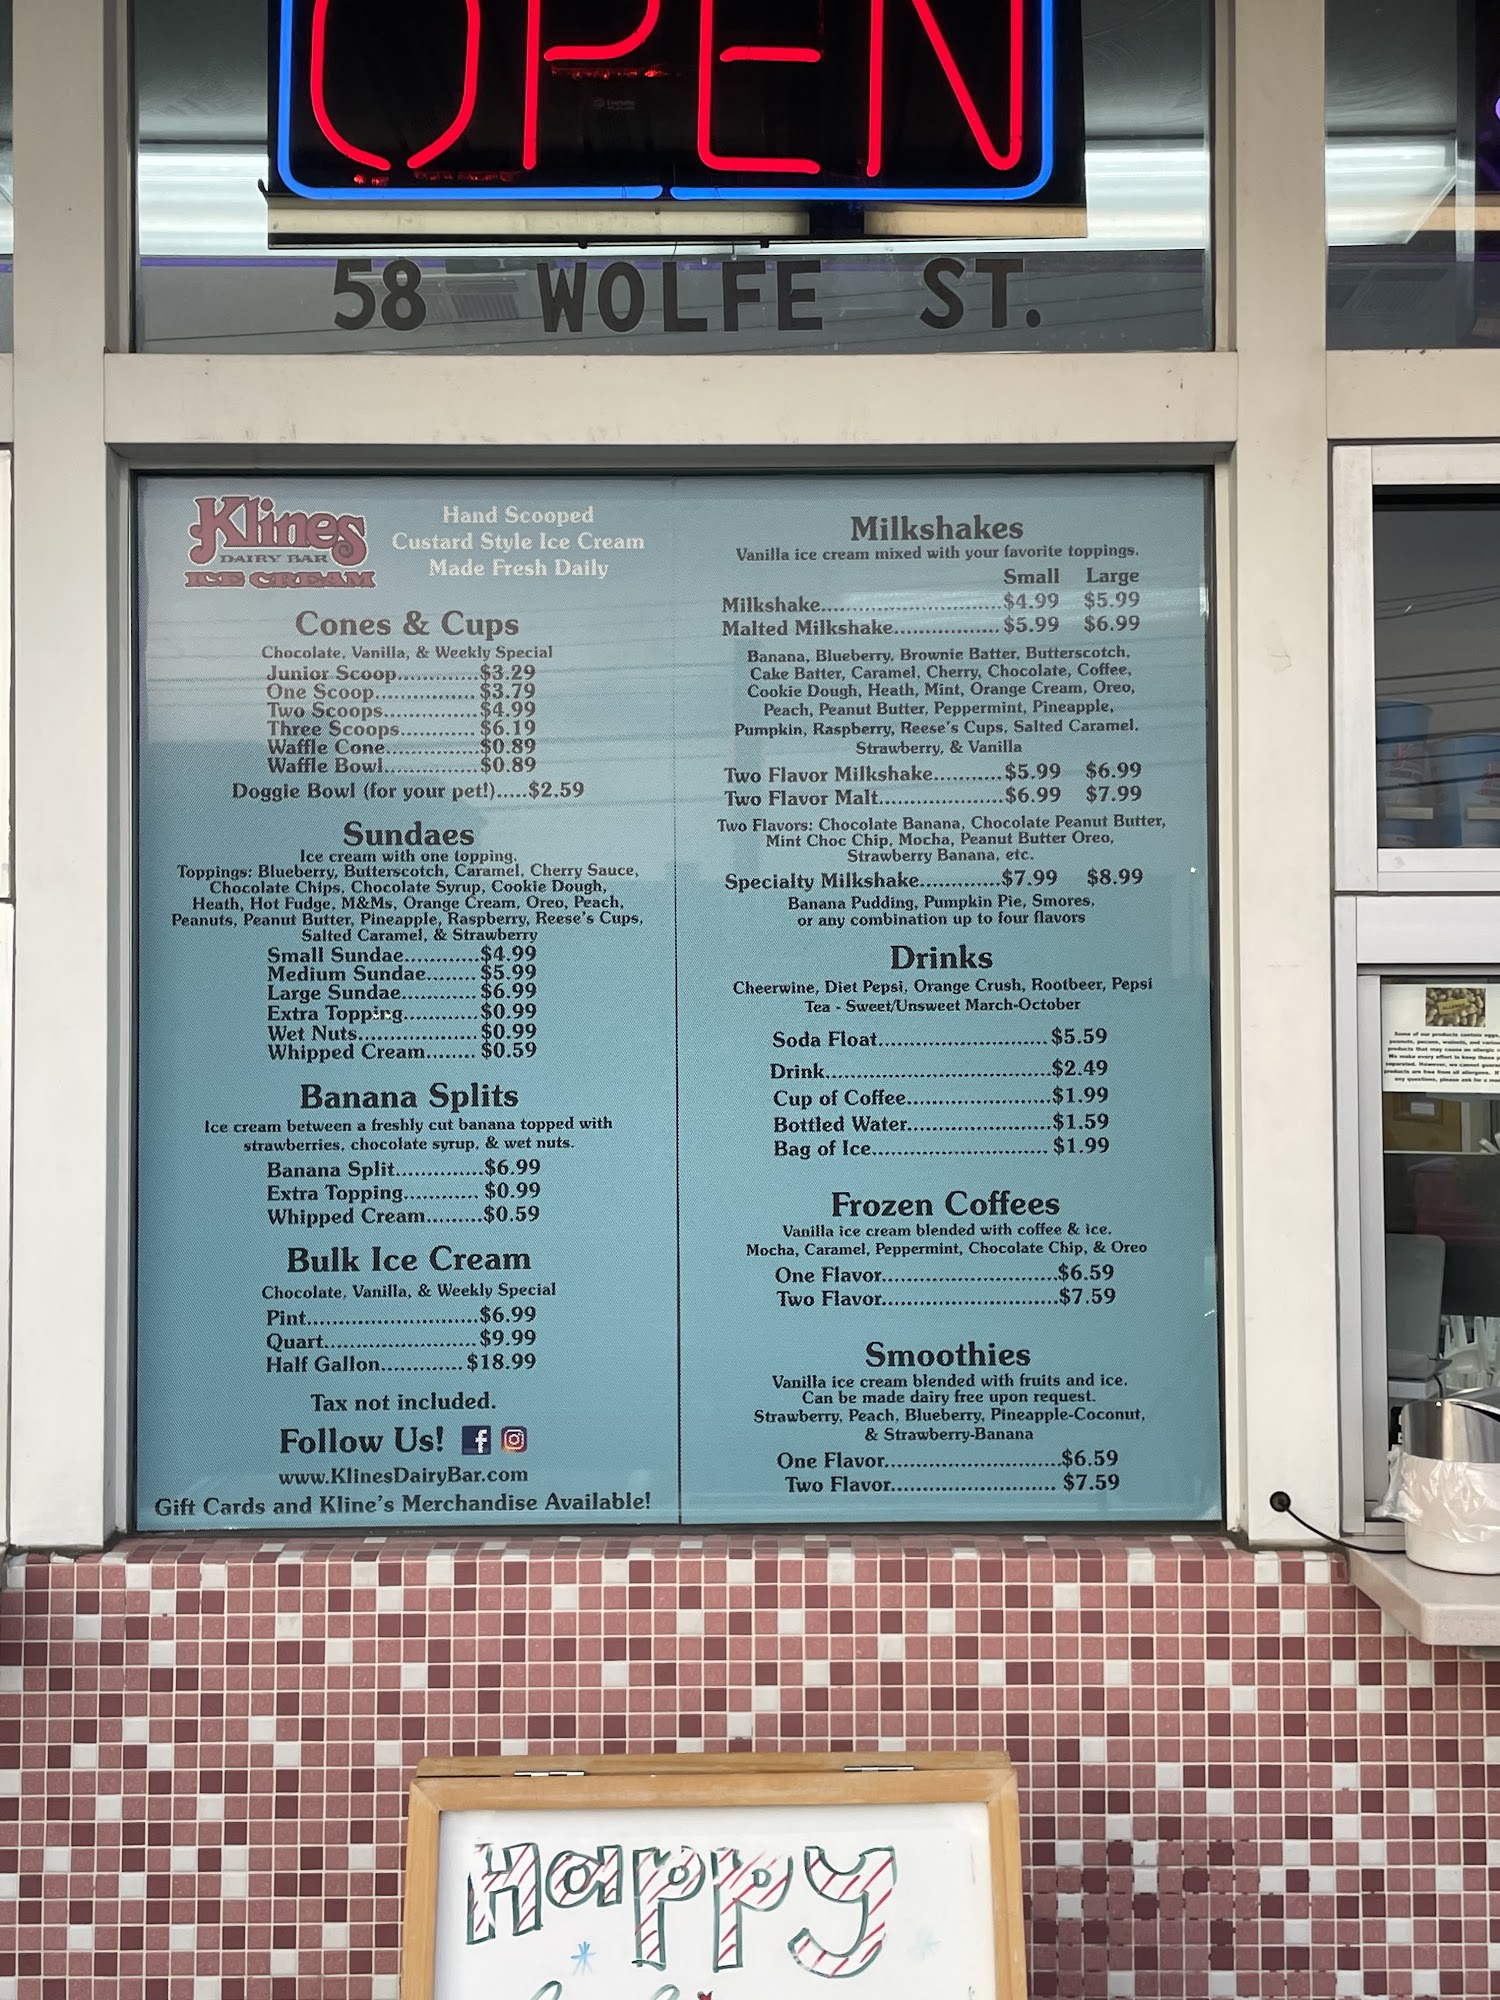 OPEN
58 WOLFE ST.
Klines
DAIRY BAR
ICE CREAM
Hand Scooped
Custard Style Ice Cream
Made Fresh Daily
Cones & Cups
Chocolate, Vanilla, & Weekly Special
Junior Scoop.............$3.29
One Scoop................$3.79
Two Scoops...............$4.99
Three Scoops............$6.19
Waffle Cone...............$0.89
Waffle Bowl...............$0.89
Doggie Bowl (for your pet!).....$2.59
Sundaes
Ice cream with one topping.
Toppings: Blueberry, Butterscotch, Caramel, Cherry Sauce,
Chocolate Chips, Chocolate Syrup, Cookie Dough,
Heath, Hot Fudge, M&Ms, Orange Cream, Oreo, Peach,
Peanuts, Peanut Butter, Pineapple, Raspberry, Reese's Cups,
Salted Caramel, & Strawberry
Small Sundae............$4.99
Medium Sundae........$5.99
Large Sundae............$6.99
Extra Topping............$0.99
Wet Nuts...................$0.99
Whipped Cream........$0.59
Banana Splits
Ice cream between a freshly cut banana topped with
strawberries, chocolate syrup, & wet nuts.
Banana Split..............$6.99
Extra Topping............$0.99
Whipped Cream.........$0.59
Bulk Ice Cream
Chocolate, Vanilla, & Weekly Special
Pint............................$6.99
Quart.........................$9.99
Half Gallon.............$18.99
Tax not included.
Follow Us!
www.KlinesDairyBar.com
Gift Cards and Kline's Merchandise Available!
Milkshakes
Vanilla ice cream mixed with your favorite toppings.
Small Large
Milkshake..............................$4.99 $5.99
Malted Milkshake..................$5.99 $6.99
Banana, Blueberry, Brownie Batter, Butterscotch,
Cake Batter, Caramel, Cherry, Chocolate, Coffee,
Cookie Dough, Heath, Mint, Orange Cream, Oreo,
Peach, Peanut Butter, Peppermint, Pineapple,
Pumpkin, Raspberry, Reese's Cups, Salted Caramel,
Strawberry, & Vanilla
Two Flavor Milkshake...........$5.99 $6.99
Two Flavor Malt.....................$6.99 $7.99
Two Flavors: Chocolate Banana, Chocolate Peanut Butter,
Mint Choc Chip, Mocha, Peanut Butter Oreo,
Strawberry Banana, etc.
Specialty Milkshake.............$7.99 $8.99
Banana Pudding, Pumpkin Pie, Smores,
or any combination up to four flavors
Drinks
Cheerwine, Diet Pepsi, Orange Crush, Rootbeer, Pepsi
Tea - Sweet/Unsweet March-October
Soda Float............................$5.59
Drink.....................................$2.49
Cup of Coffee........................$1.99
Bottled Water........................$1.59
Bag of Ice.............................$1.99
Frozen Coffees
Vanilla ice cream blended with coffee & ice.
Mocha, Caramel, Peppermint, Chocolate Chip, & Oreo
One Flavor.............................$6.59
Two Flavor.............................$7.59
Smoothies
Vanilla ice cream blended with fruits and ice.
Can be made dairy free upon request.
Strawberry, Peach, Blueberry, Pineapple-Coconut,
& Strawberry-Banana
One Flavor.............................$6.59
Two Flavor...........................$7.59
Some of our products contain eggs,
Happy